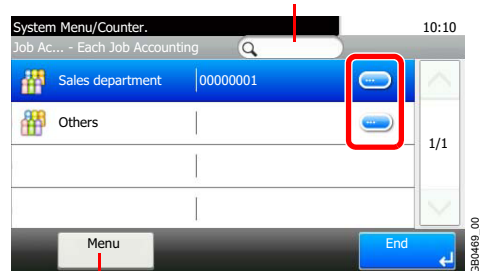 System Menu/Counter.
10:10
Job Ac... - Each Job Accounting
Sales department
00000001
...
Others
...
1/1
Menu
End
GB0469_00